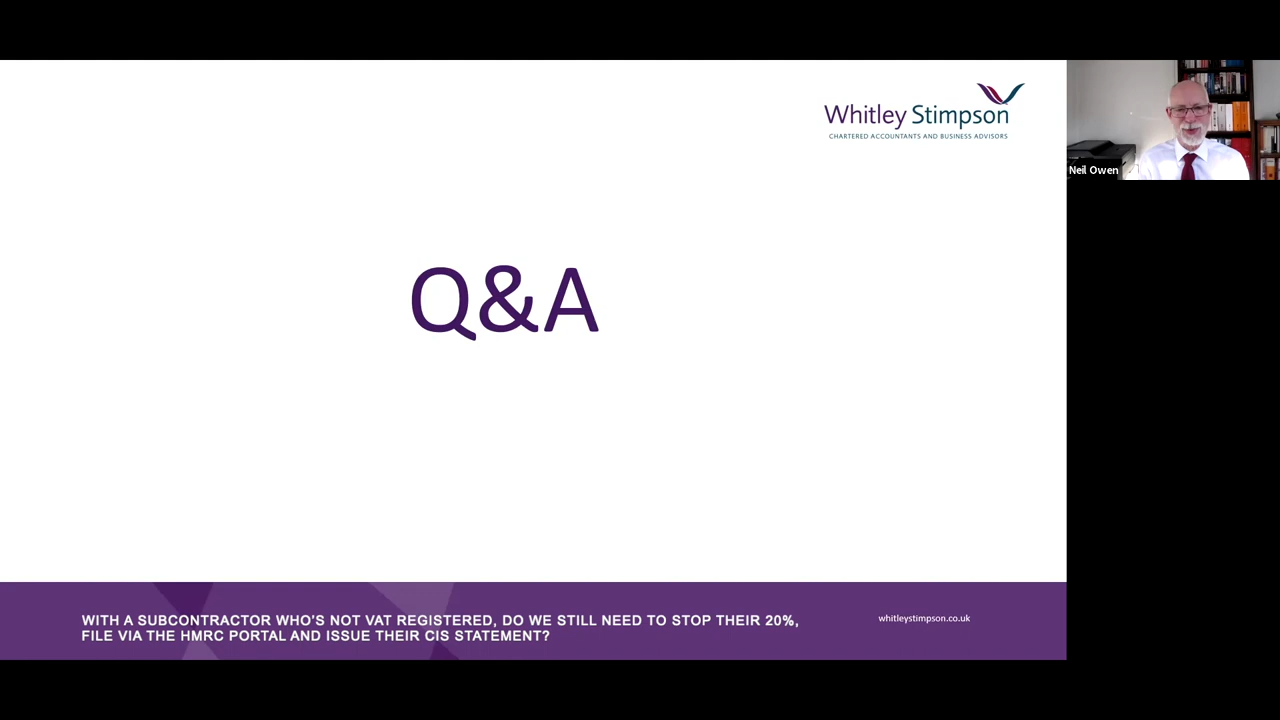 Whitley Stimpson
CHARTERED ACCOUNTANTS AND BUSINESS ADVISORS
Neil Owen
Q&A
WITH A SUBCONTRACTOR WHO'S NOT VAT REGISTERED, DO WE STILL NEED TO STOP THEIR 20%,
FILE VIA THE HMRC PORTAL AND ISSUE THEIR CIS STATEMENT?
whitleystimpson.co.uk